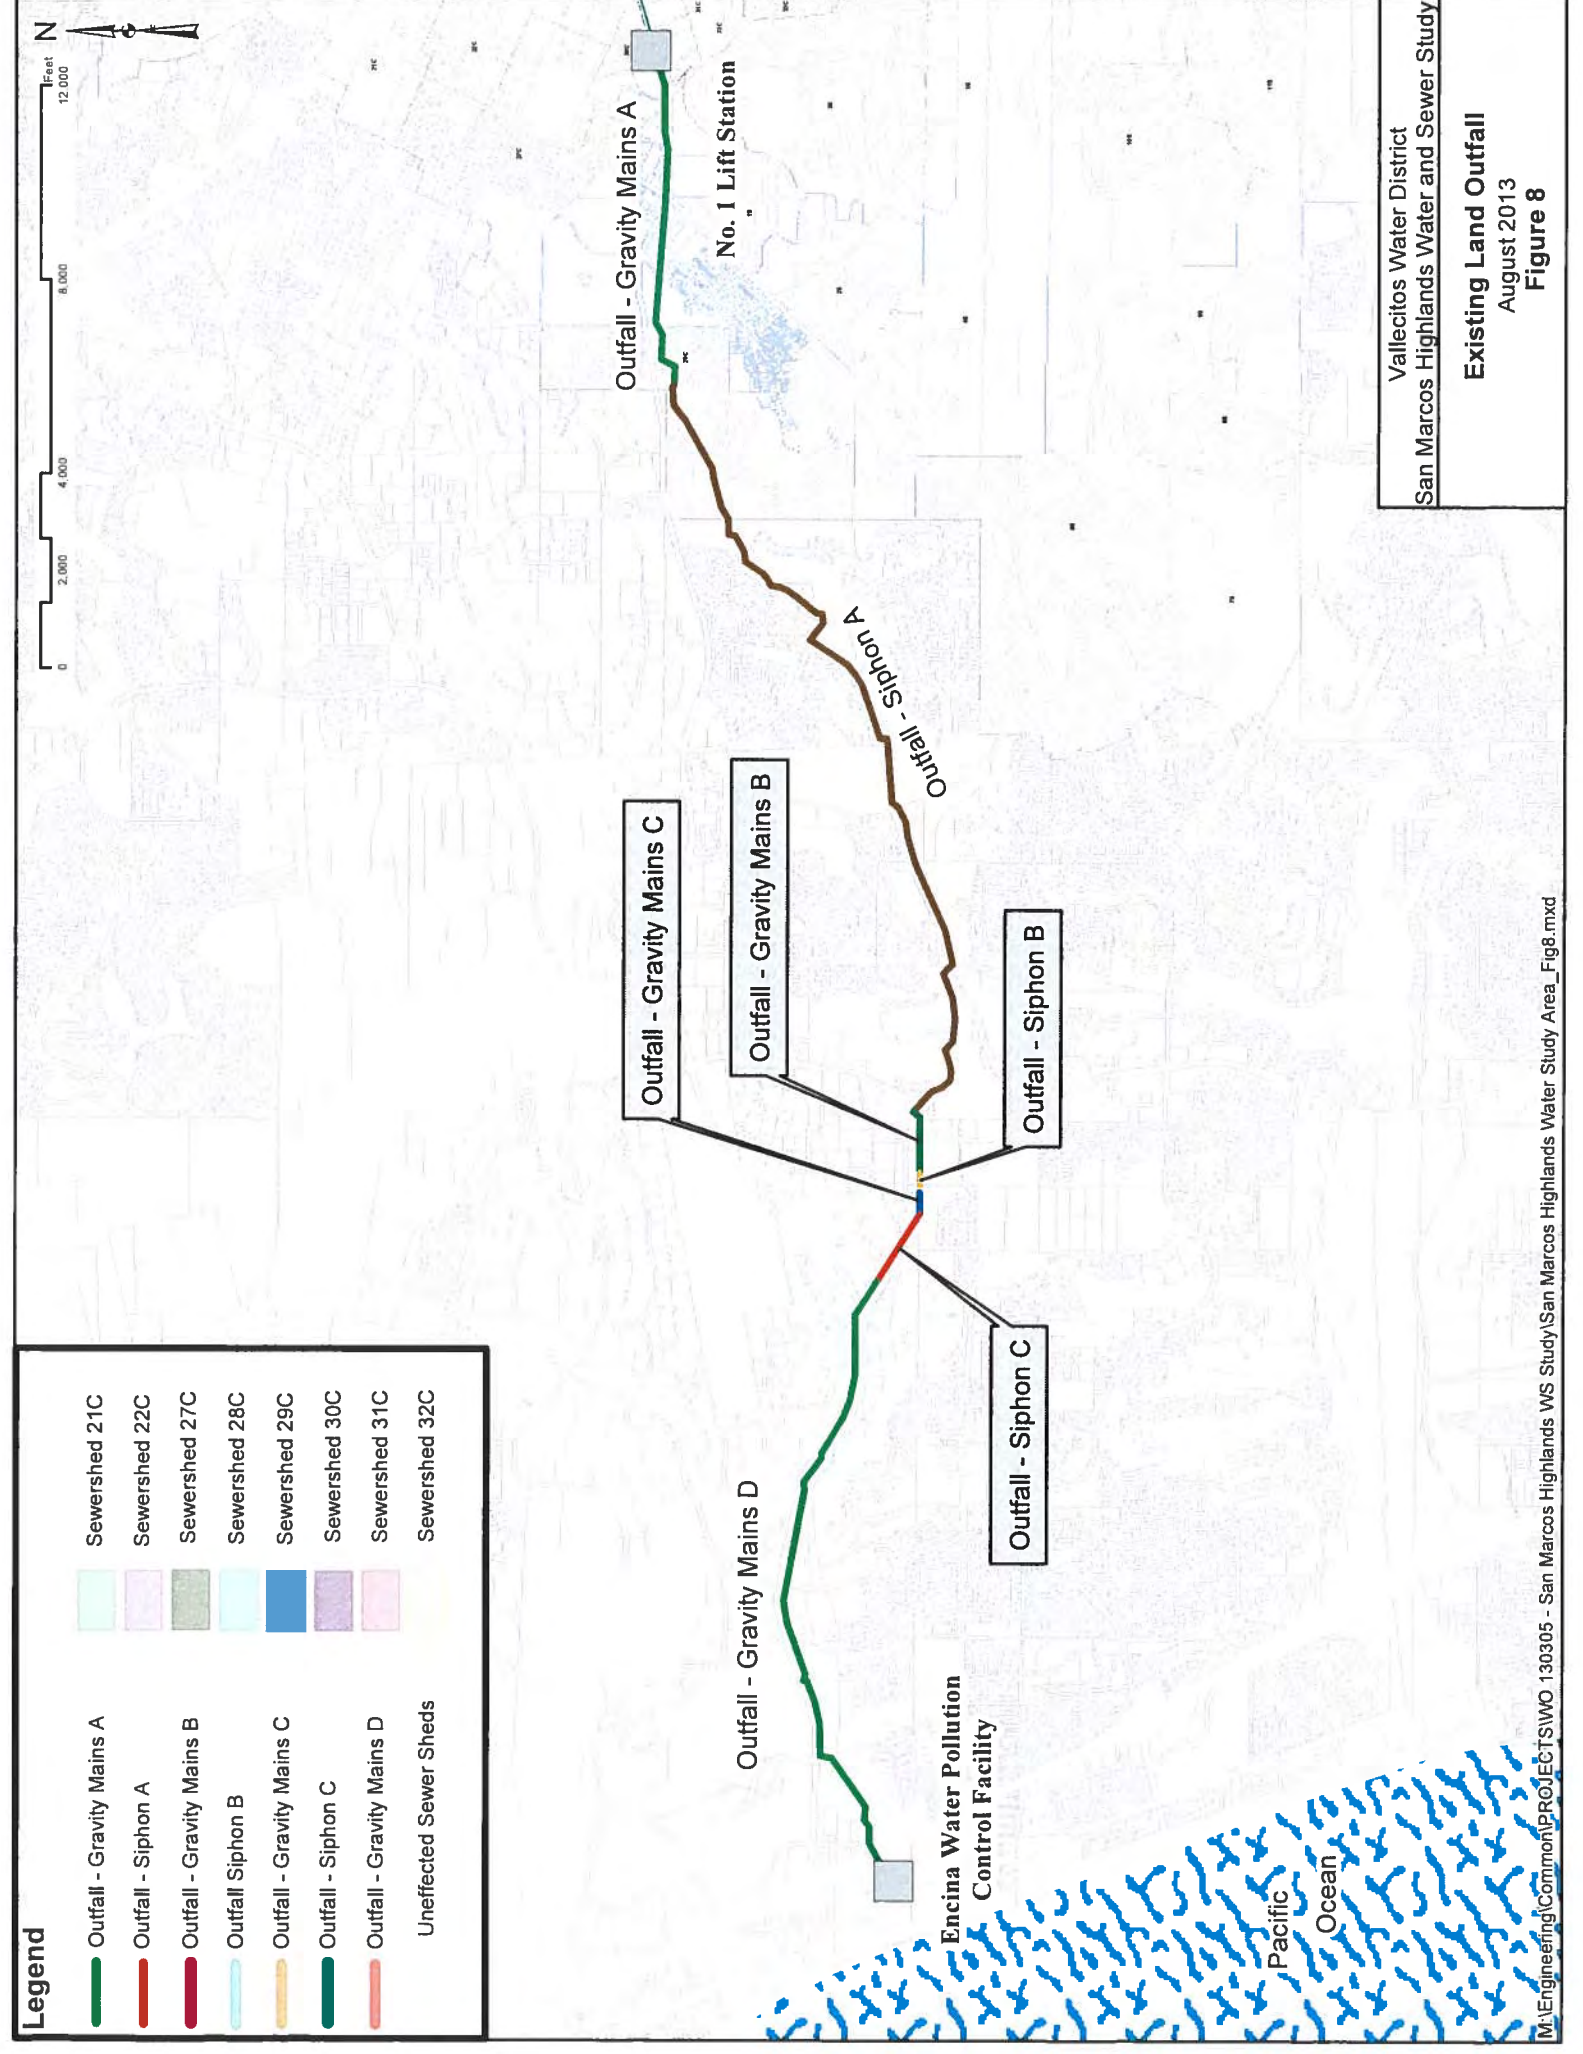 Legend
Outfall - Gravity Mains A
Outfall - Siphon A
Outfall - Gravity Mains B
Outfall Siphon B
Outfall - Gravity Mains C
Outfall - Siphon C
Outfall - Gravity Mains D
Uneffected Sewer Sheds
Sewershed 21C
Sewershed 22C
Sewershed 27C
Sewershed 28C
Sewershed 29C
Sewershed 30C
Sewershed 31C
Sewershed 32C
0 2,000 4,000 8,000 12,000
Feet
N
Outfall - Gravity Mains A
No. 1 Lift Station
Outfall - Siphon A
Outfall - Gravity Mains C
Outfall - Gravity Mains B
Outfall - Siphon B
Outfall - Siphon C
Outfall - Gravity Mains D
Encina Water Pollution
Control Facility
Pacific
Ocean
Vallecitos Water District
San Marcos Highlands Water and Sewer Study
Existing Land Outfall
August 2013
Figure 8
M:\Engineering\Common\PROJECTS\WO 130305 - San Marcos Highlands WS Study\San Marcos Highlands Water Study Area_Fig8.mxd